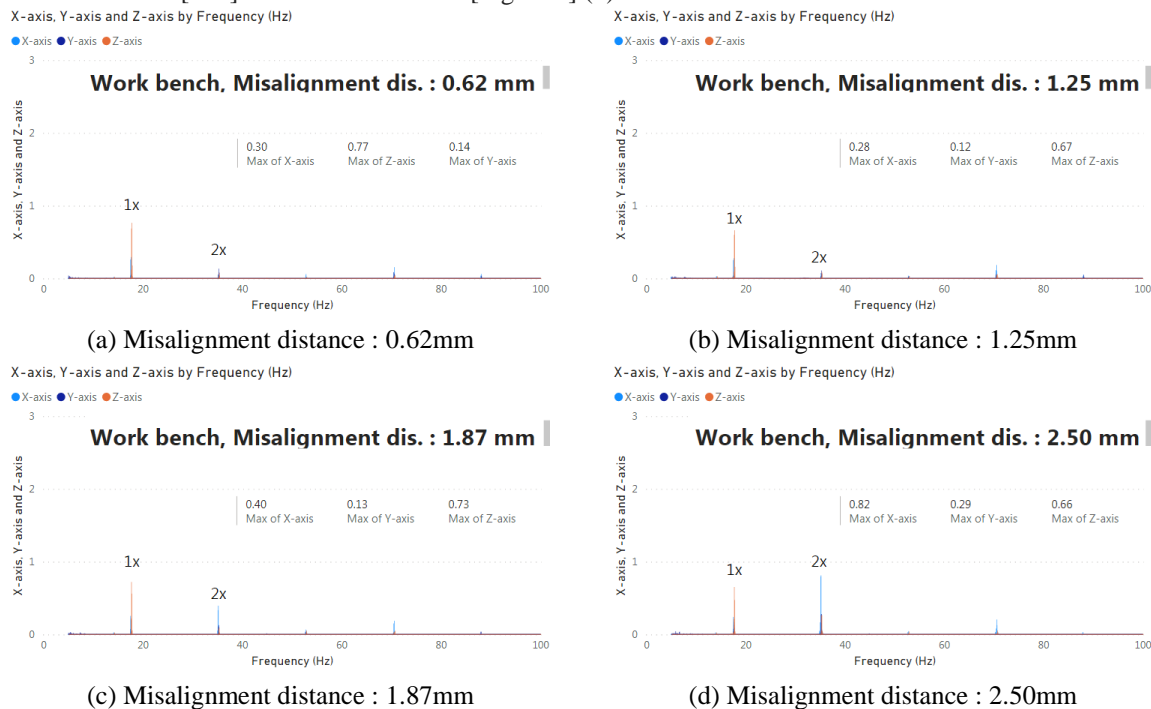 X-axis, Y-axis and Z-axis by Frequency (Hz)
X-axis Y-axis Z-axis
Work bench, Misalignment dis. : 0.62 mm
X-axis, Y-axis and Z-axis
3
2
1
0
0.30 0.77 0.14
Max of X-axis Max of Z-axis Max of Y-axis
1x
2x
0 20 40 60 80 100
Frequency (Hz)
(a) Misalignment distance : 0.62mm
X-axis, Y-axis and Z-axis by Frequency (Hz)
X-axis Y-axis Z-axis
Work bench, Misalignment dis. : 1.25 mm
X-axis, Y-axis and Z-axis
3
2
1
0
0.28 0.12 0.67
Max of X-axis Max of Y-axis Max of Z-axis
1x
2x
0 20 40 60 80 100
Frequency (Hz)
(b) Misalignment distance : 1.25mm
X-axis, Y-axis and Z-axis by Frequency (Hz)
X-axis Y-axis Z-axis
Work bench, Misalignment dis. : 1.87 mm
X-axis, Y-axis and Z-axis
3
2
1
0
0.40 0.13 0.73
Max of X-axis Max of Y-axis Max of Z-axis
1x
2x
0 20 40 60 80 100
Frequency (Hz)
(c) Misalignment distance : 1.87mm
X-axis, Y-axis and Z-axis by Frequency (Hz)
X-axis Y-axis Z-axis
Work bench, Misalignment dis. : 2.50 mm
X-axis, Y-axis and Z-axis
3
2
1
0
0.82 0.29 0.66
Max of X-axis Max of Y-axis Max of Z-axis
1x
2x
0 20 40 60 80 100
Frequency (Hz)
(d) Misalignment distance : 2.50mm